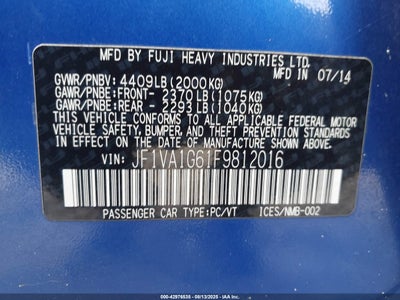 MFD BY FUJI HEAVY INDUSTRIES LTD.
MFD IN 07/14
GVWR/PNBV: 4409LB(2000KG)
GAWR/PNBE:FRONT- 2370LB(1075KG)
GAWR/PNBE:REAR - 2293LB(1040KG)
THIS VEHICLE CONFORMS TO ALL APPLICABLE FEDERAL MOTOR
VEHICLE SAFETY, BUMPER, AND THEFT PREVENTION STANDARDS
IN EFFECT ON THE DATE OF MANUFACTURE SHOWN ABOVE.
VIN: JF1VA1G61F9812016
PASSENGER CAR TYPE:PC/VT ICES/NMB-002
000-42976535 - 08/13/2025 - IAAI.CA